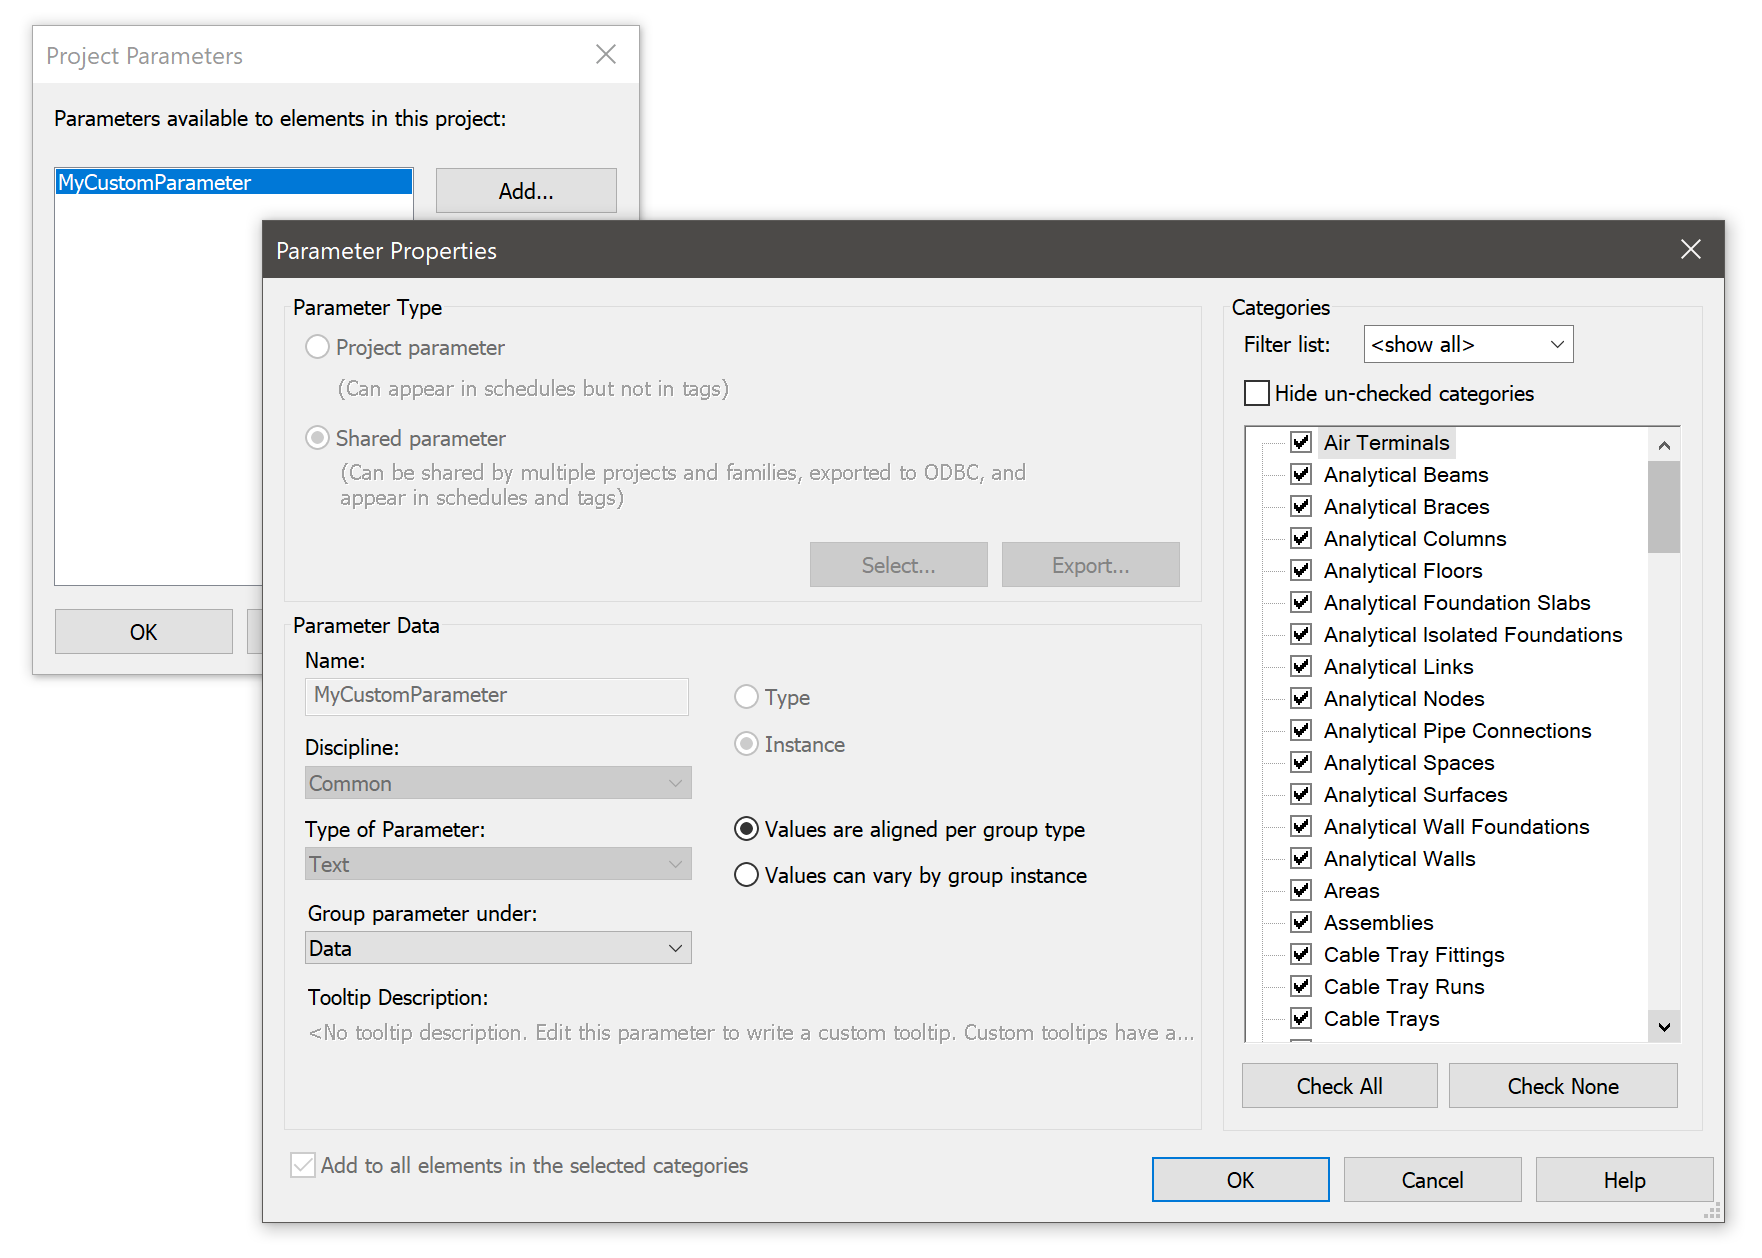 Project Parameters
Parameters available to elements in this project:
MyCustomParameter
Add...
OK
Parameter Properties
Parameter Type
Project parameter
(Can appear in schedules but not in tags)
Shared parameter
(Can be shared by multiple projects and families, exported to ODBC, and
appear in schedules and tags)
Select...
Export...
Parameter Data
Name:
MyCustomParameter
Type
Instance
Discipline:
Common
Type of Parameter:
Text
Values are aligned per group type
Values can vary by group instance
Group parameter under:
Data
Tooltip Description:
<No tooltip description. Edit this parameter to write a custom tooltip. Custom tooltips have a...
Add to all elements in the selected categories
Categories
Filter list:
<show all>
Hide un-checked categories
Air Terminals
Analytical Beams
Analytical Braces
Analytical Columns
Analytical Floors
Analytical Foundation Slabs
Analytical Isolated Foundations
Analytical Links
Analytical Nodes
Analytical Pipe Connections
Analytical Spaces
Analytical Surfaces
Analytical Wall Foundations
Analytical Walls
Areas
Assemblies
Cable Tray Fittings
Cable Tray Runs
Cable Trays
Check All
Check None
OK
Cancel
Help